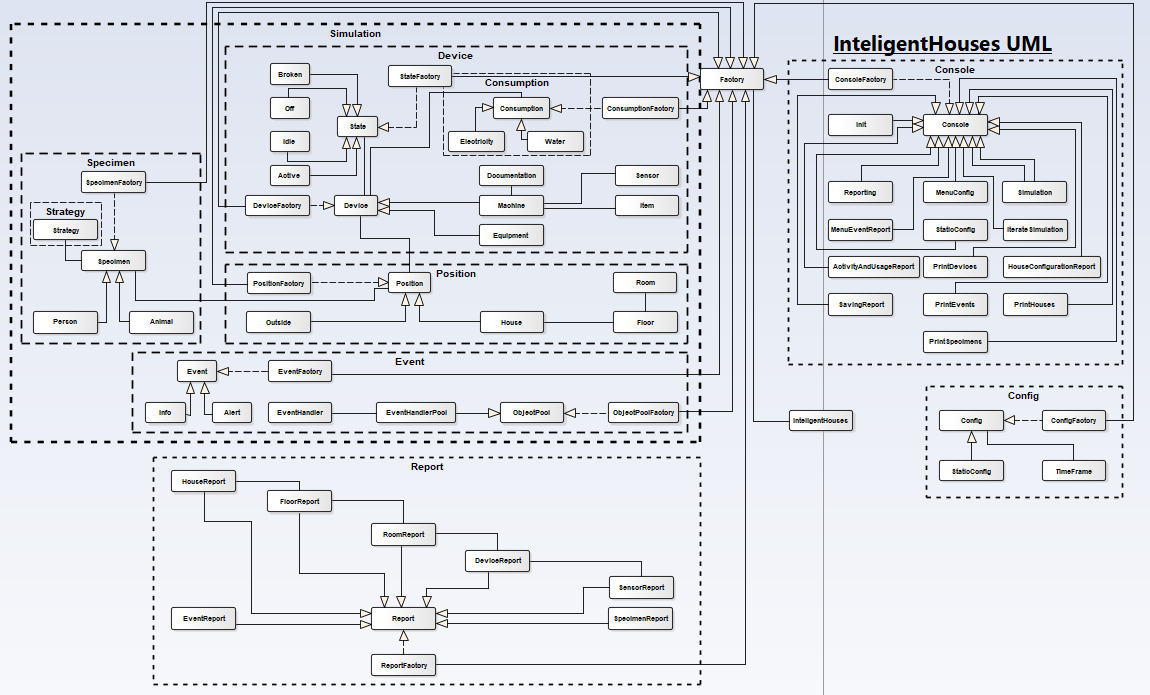 InteligentHouses UML
Simulation
Device
Broken
StateFactory
Off
State
Idle
Active
Consumption
Consumption
ConsumptionFactory
Electricity
Water
Documentation
Sensor
DeviceFactory
Device
Machine
Item
Equipment
Specimen
SpecimenFactory
Strategy
Strategy
Specimen
Person
Animal
Position
PositionFactory
Position
Room
Outside
House
Floor
Event
Event
EventFactory
Info
Alert
EventHandler
EventHandlerPool
ObjectPool
ObjectPoolFactory
Factory
Console
ConsoleFactory
Init
Console
Reporting
MenuConfig
Simulation
MenuEventReport
StaticConfig
IterateSimulation
ActivityAndUsageReport
PrintDevices
HouseConfigurationReport
SavingReport
PrintEvents
PrintHouses
PrintSpecimens
InteligentHouses
Config
Config
ConfigFactory
StaticConfig
TimeFrame
Report
HouseReport
FloorReport
RoomReport
DeviceReport
SensorReport
EventReport
Report
SpecimenReport
ReportFactory